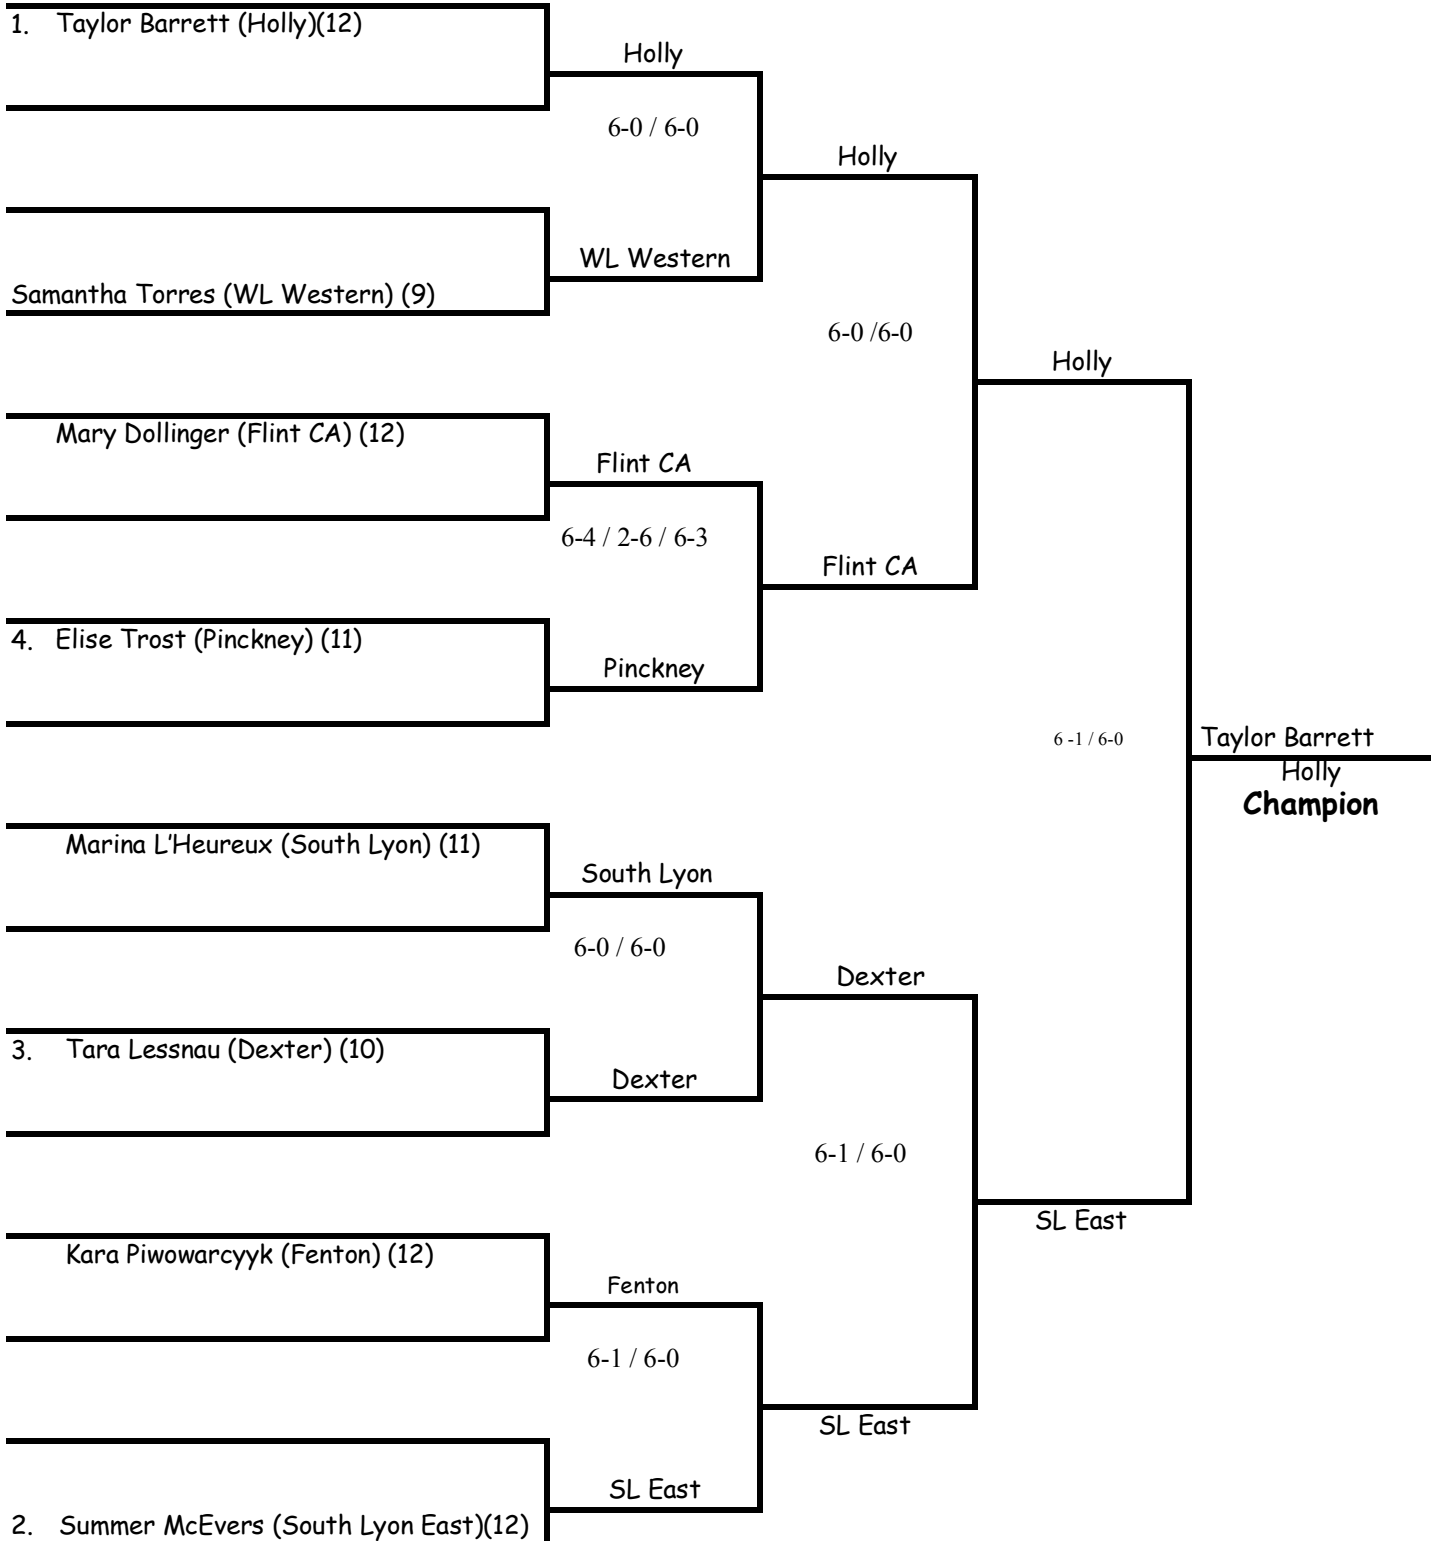 1. Taylor Barrett (Holly)(12)
Holly
6-0 / 6-0
Holly
WL Western
Samantha Torres (WL Western) (9)
6-0 /6-0
Holly
Mary Dollinger (Flint CA) (12)
Flint CA
6-4 / 2-6 / 6-3
Flint CA
4. Elise Trost (Pinckney) (11)
Pinckney
6 -1 / 6-0
Taylor Barrett
Holly
Champion
Marina L'Heureux (South Lyon) (11)
South Lyon
6-0 / 6-0
Dexter
3. Tara Lessnau (Dexter) (10)
Dexter
6-1 / 6-0
SL East
Kara Piwowarcyyk (Fenton) (12)
Fenton
6-1 / 6-0
SL East
SL East
2. Summer McEvers (South Lyon East)(12)